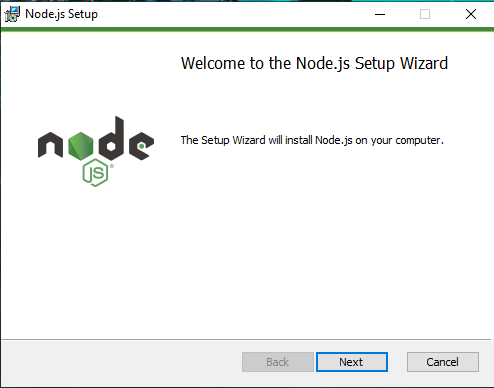 Node.js Setup
Welcome to the Node.js Setup Wizard
node
JS
The Setup Wizard will install Node.js on your computer.
Back
Next
Cancel